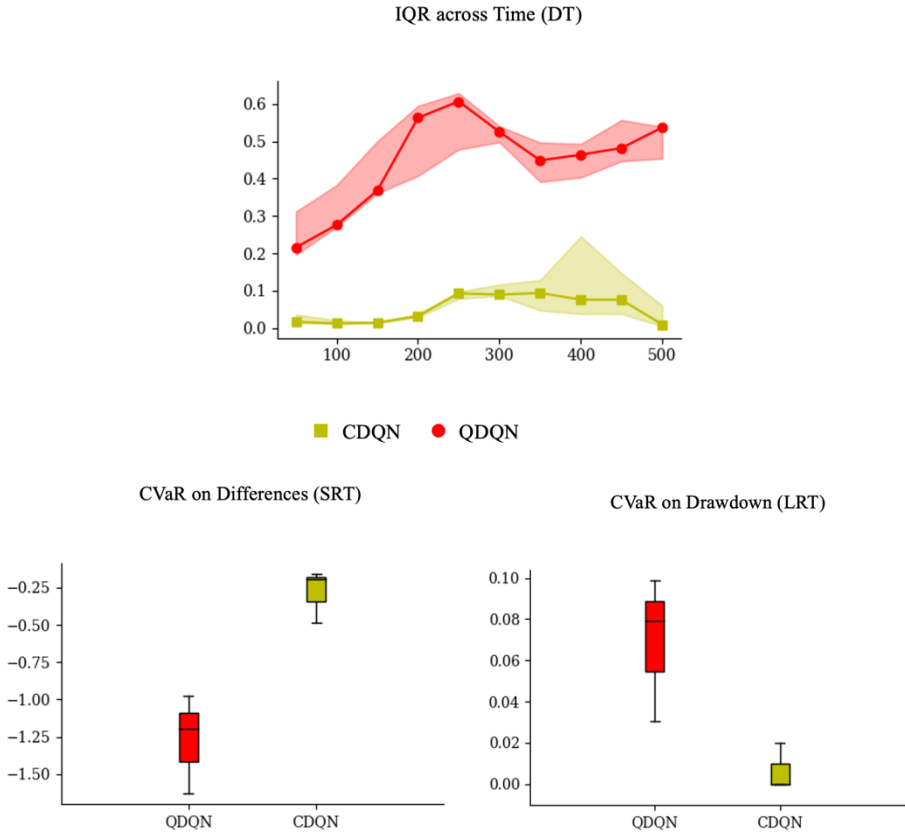 IQR across Time (DT)
0.6
0.5
0.4
0.3
0.2
0.1
0.0
100 200 300 400 500
CDQN QDQN
CVaR on Differences (SRT)
−0.25
−0.50
−0.75
−1.00
−1.25
−1.50
QDQN CDQN
CVaR on Drawdown (LRT)
0.10
0.08
0.06
0.04
0.02
0.00
QDQN CDQN